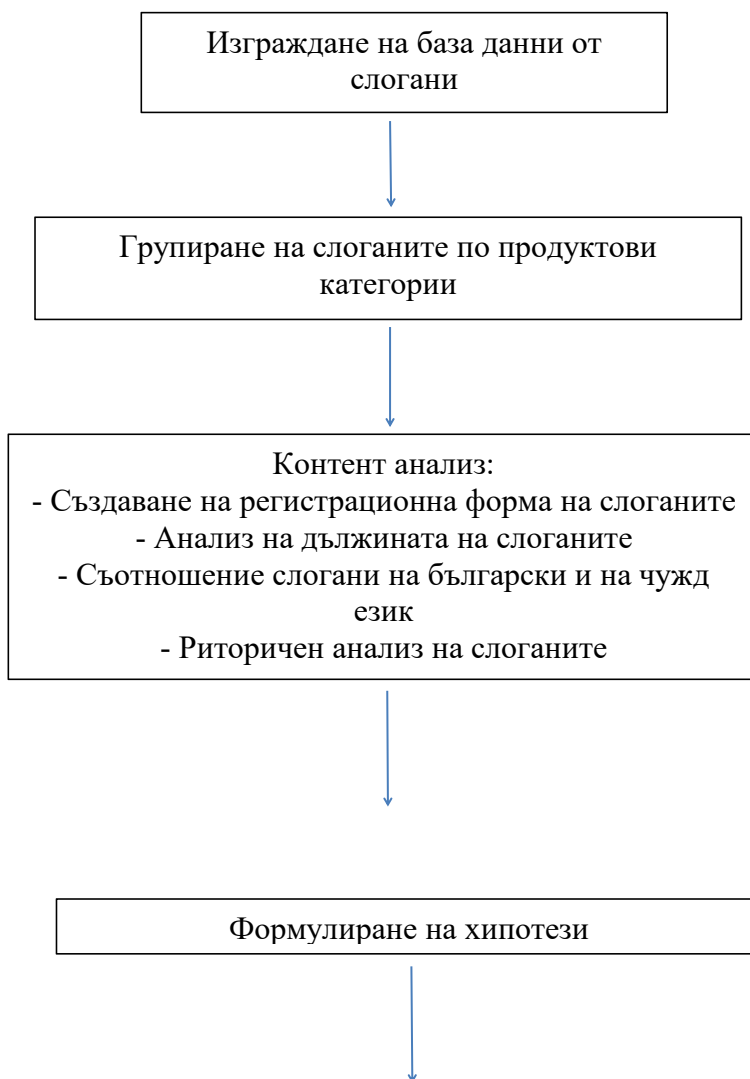 Изграждане на база данни от
слогани
Групиране на слоганите по продуктови
категории
Контент анализ:
- Създаване на регистрационна форма на слоганите
- Анализ на дължината на слоганите
- Съотношение слогани на български и на чужд
език
- Риторичен анализ на слоганите
Формулиране на хипотези